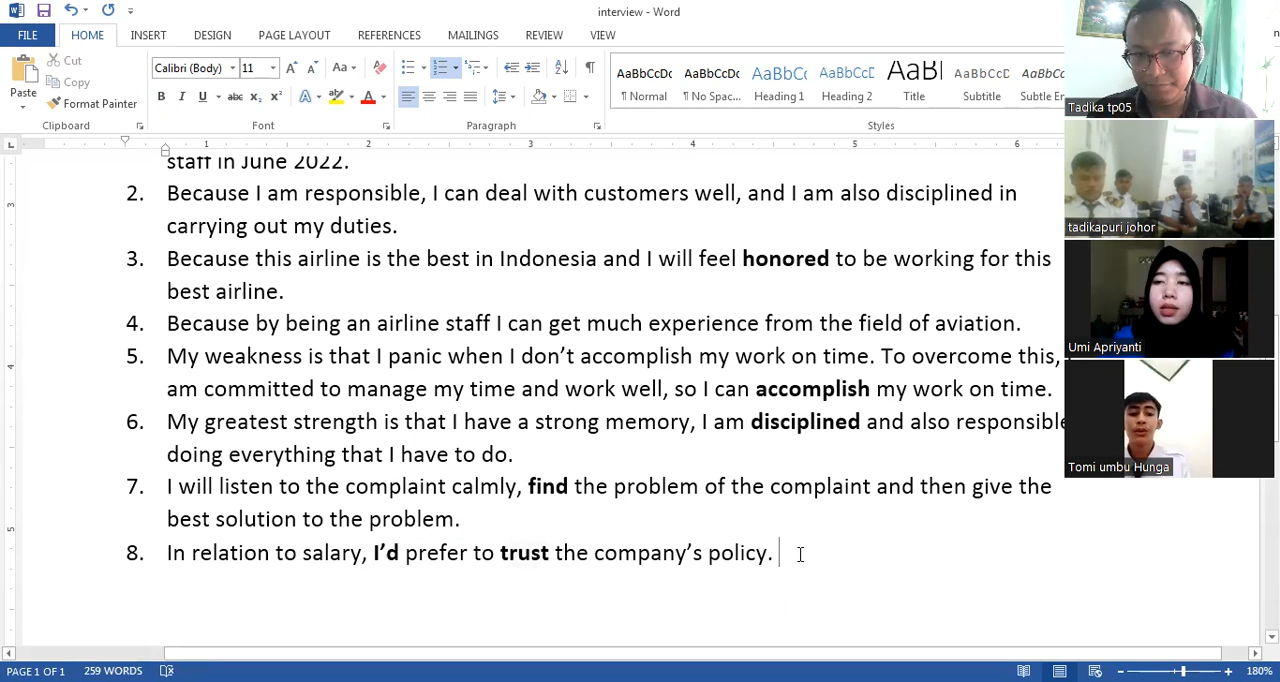 interview - Word
FILE HOME INSERT DESIGN PAGE LAYOUT REFERENCES MAILINGS REVIEW VIEW
Cut
Copy
Paste
Format Painter
Calibri (Body) 11
Clipboard Font Paragraph Styles
AaBbCcDc AaBbCcDc AaBbCc AaBbCcC AaB AaBbCcD AaBbCcDc
¶ Normal ¶ No Spac... Heading 1 Heading 2 Title Subtitle Subtle Em
staff in June 2022.
2. Because I am responsible, I can deal with customers well, and I am also disciplined in
carrying out my duties.
3. Because this airline is the best in Indonesia and I will feel honored to be working for this
best airline.
4. Because by being an airline staff I can get much experience from the field of aviation.
5. My weakness is that I panic when I don’t accomplish my work on time. To overcome this,
am committed to manage my time and work well, so I can accomplish my work on time.
6. My greatest strength is that I have a strong memory, I am disciplined and also responsible
doing everything that I have to do.
7. I will listen to the complaint calmly, find the problem of the complaint and then give the
best solution to the problem.
8. In relation to salary, I’d prefer to trust the company’s policy.
Tadika tp05
tadikapuri johor
Umi Apriyanti
Tomi umbu Hunga
PAGE 1 OF 1 259 WORDS
180%